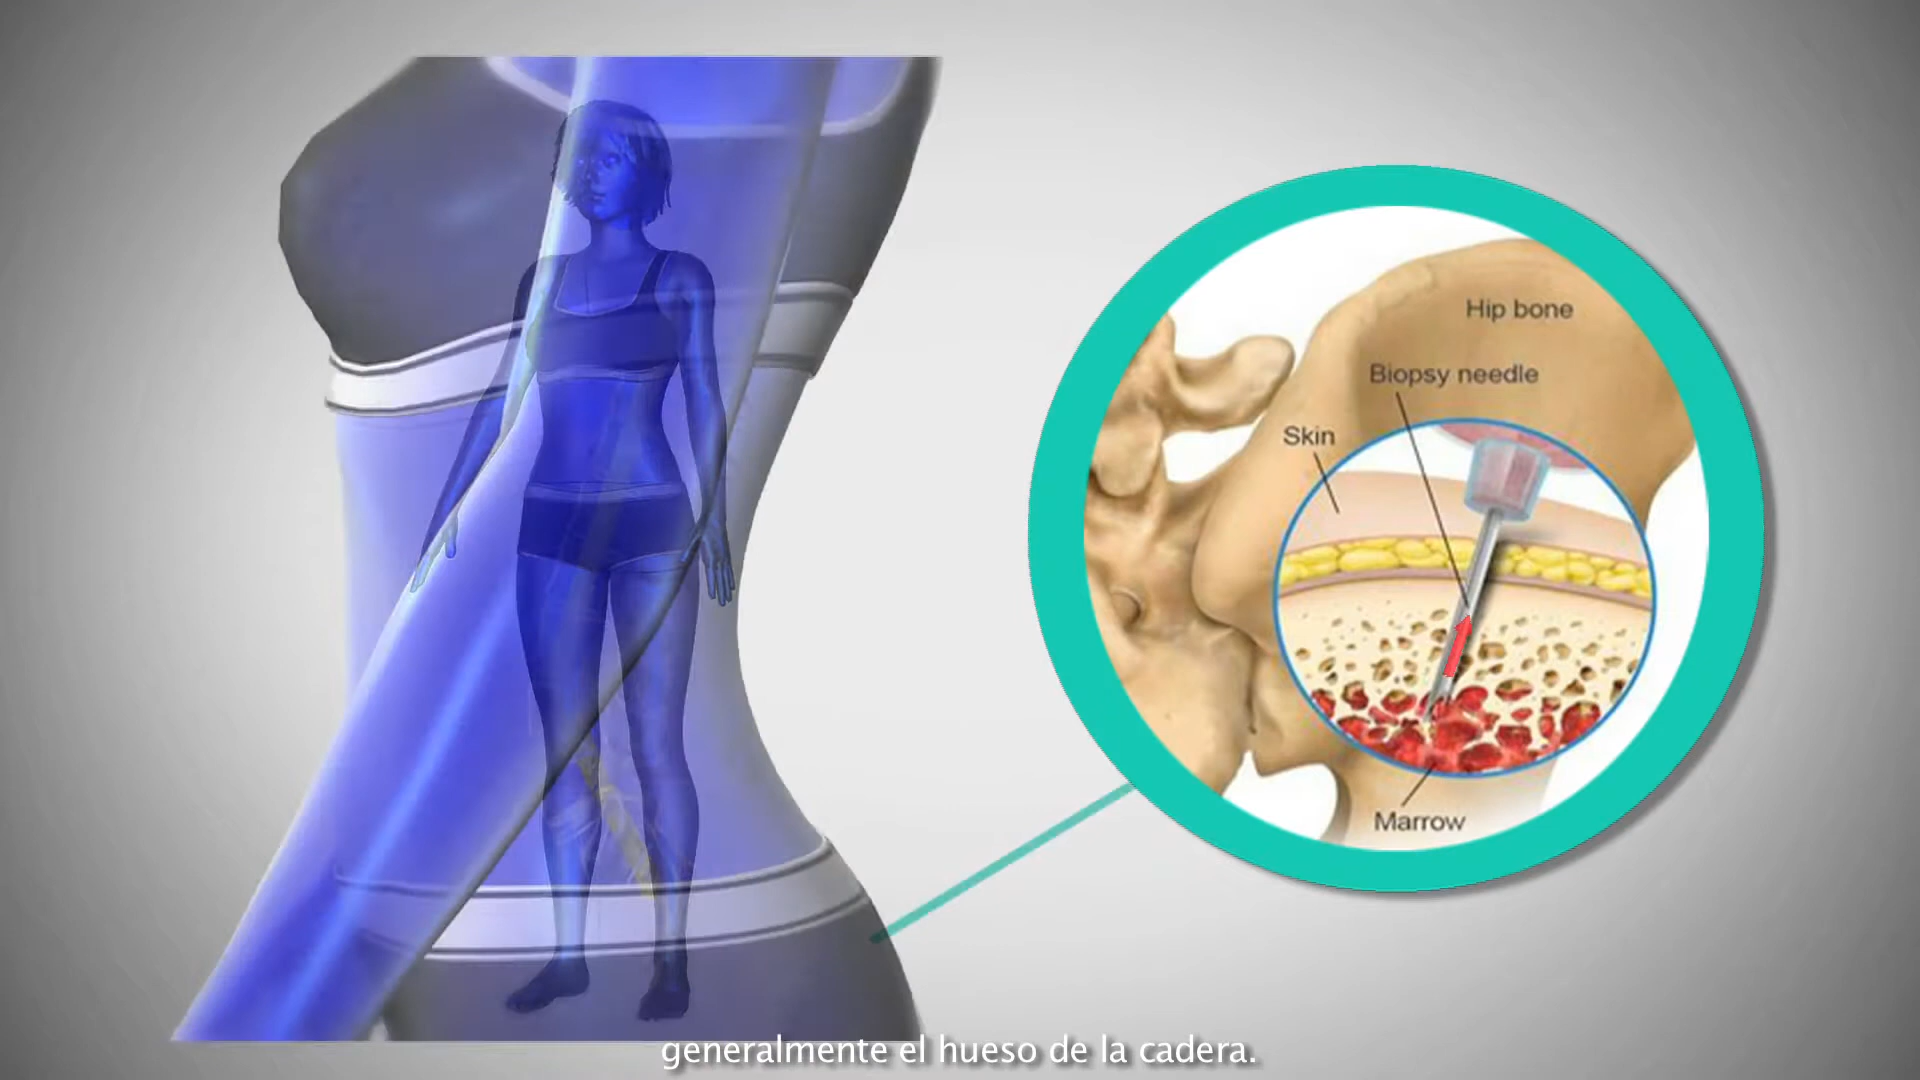 Hip bone
Biopsy needle
Skin
Marrow
generalmente el hueso de la cadera.